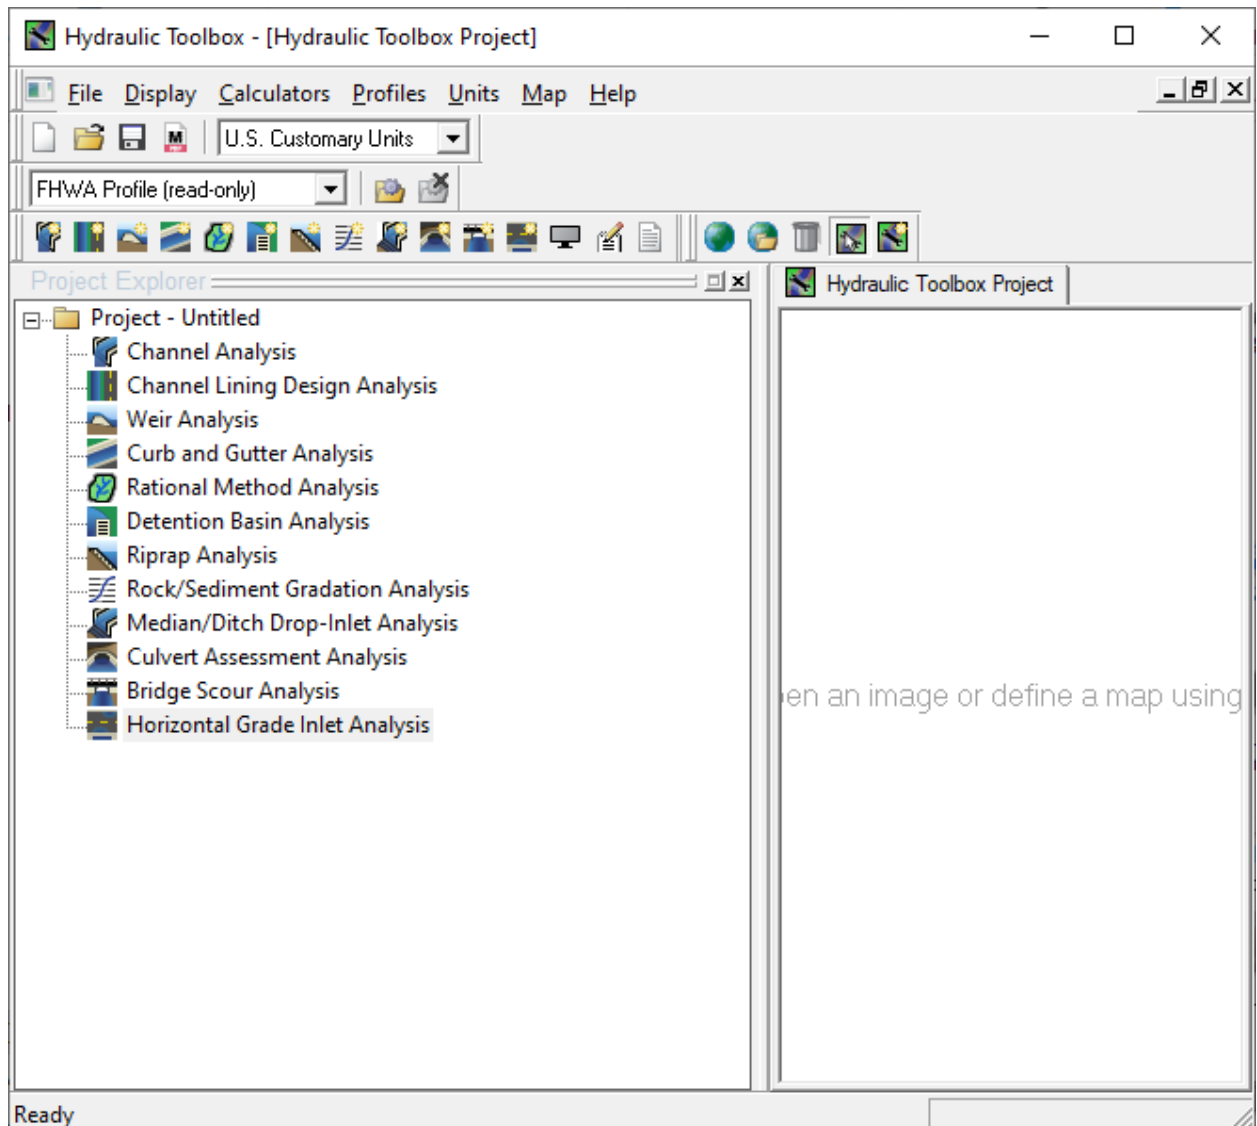 Hydraulic Toolbox - [Hydraulic Toolbox Project]
File Display Calculators Profiles Units Map Help
M U.S. Customary Units
FHWA Profile (read-only)
Project Explorer
Hydraulic Toolbox Project
Project - Untitled
Channel Analysis
Channel Lining Design Analysis
Weir Analysis
Curb and Gutter Analysis
Rational Method Analysis
Detention Basin Analysis
Riprap Analysis
Rock/Sediment Gradation Analysis
Median/Ditch Drop-Inlet Analysis
Culvert Assessment Analysis
Bridge Scour Analysis
Horizontal Grade Inlet Analysis
en an image or define a map using
Ready